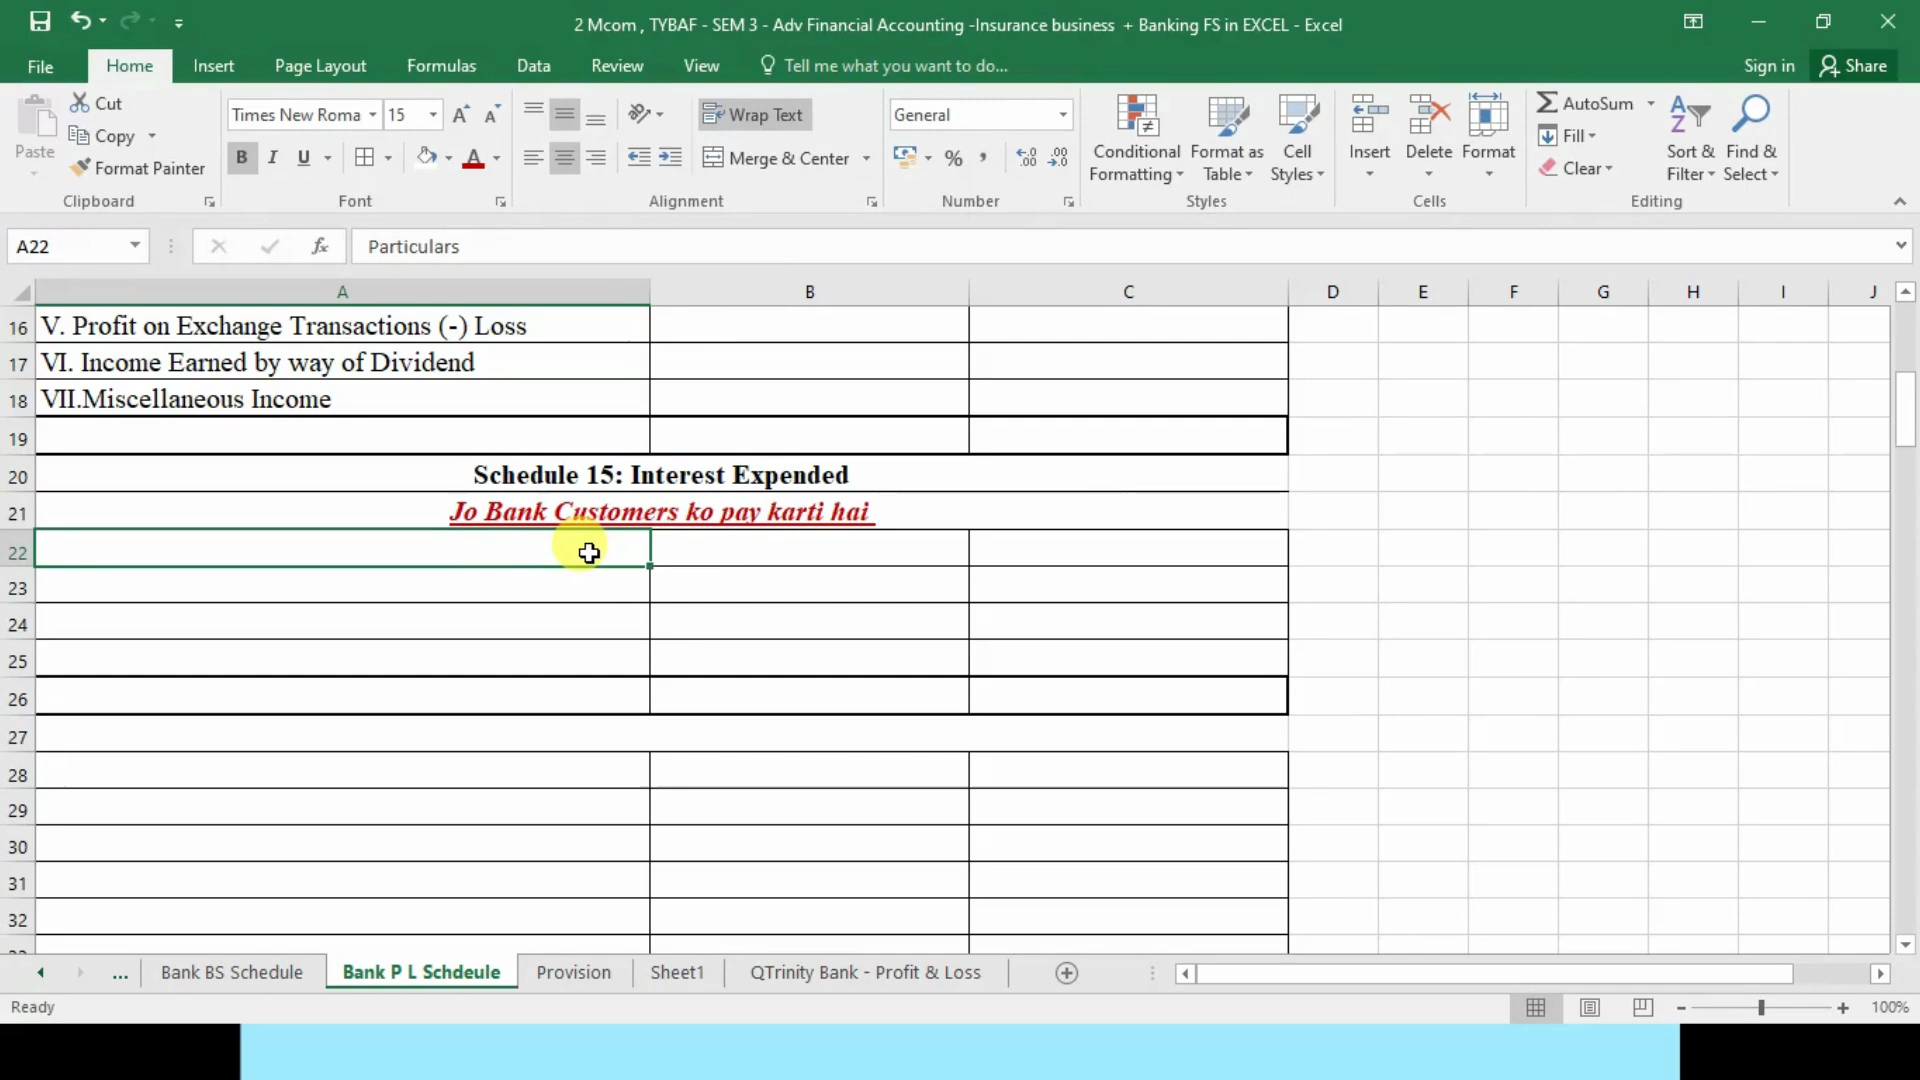 2 Mcom , TYBAF - SEM 3 - Adv Financial Accounting -Insurance business + Banking FS in EXCEL - Excel
File Home Insert Page Layout Formulas Data Review View Tell me what you want to do... Sign in Share
Cut
Copy
Format Painter
Paste
Clipboard
Times New Roma 15
B I U
Font
Wrap Text
Merge & Center
Alignment
General
%
Number
Conditional Formatting
Format as Table
Cell Styles
Styles
Insert Delete Format
Cells
AutoSum
Fill
Clear
Sort & Filter
Find & Select
Editing
A22 fx Particulars
A B C D E F G H I J
16 V. Profit on Exchange Transactions (-) Loss
17 VI. Income Earned by way of Dividend
18 VII.Miscellaneous Income
19
20 Schedule 15: Interest Expended
21 Jo Bank Customers ko pay karti hai
22
23
24
25
26
27
28
29
30
31
32
... Bank BS Schedule Bank P L Schdeule Provision Sheet1 QTrinity Bank - Profit & Loss
Ready 100%